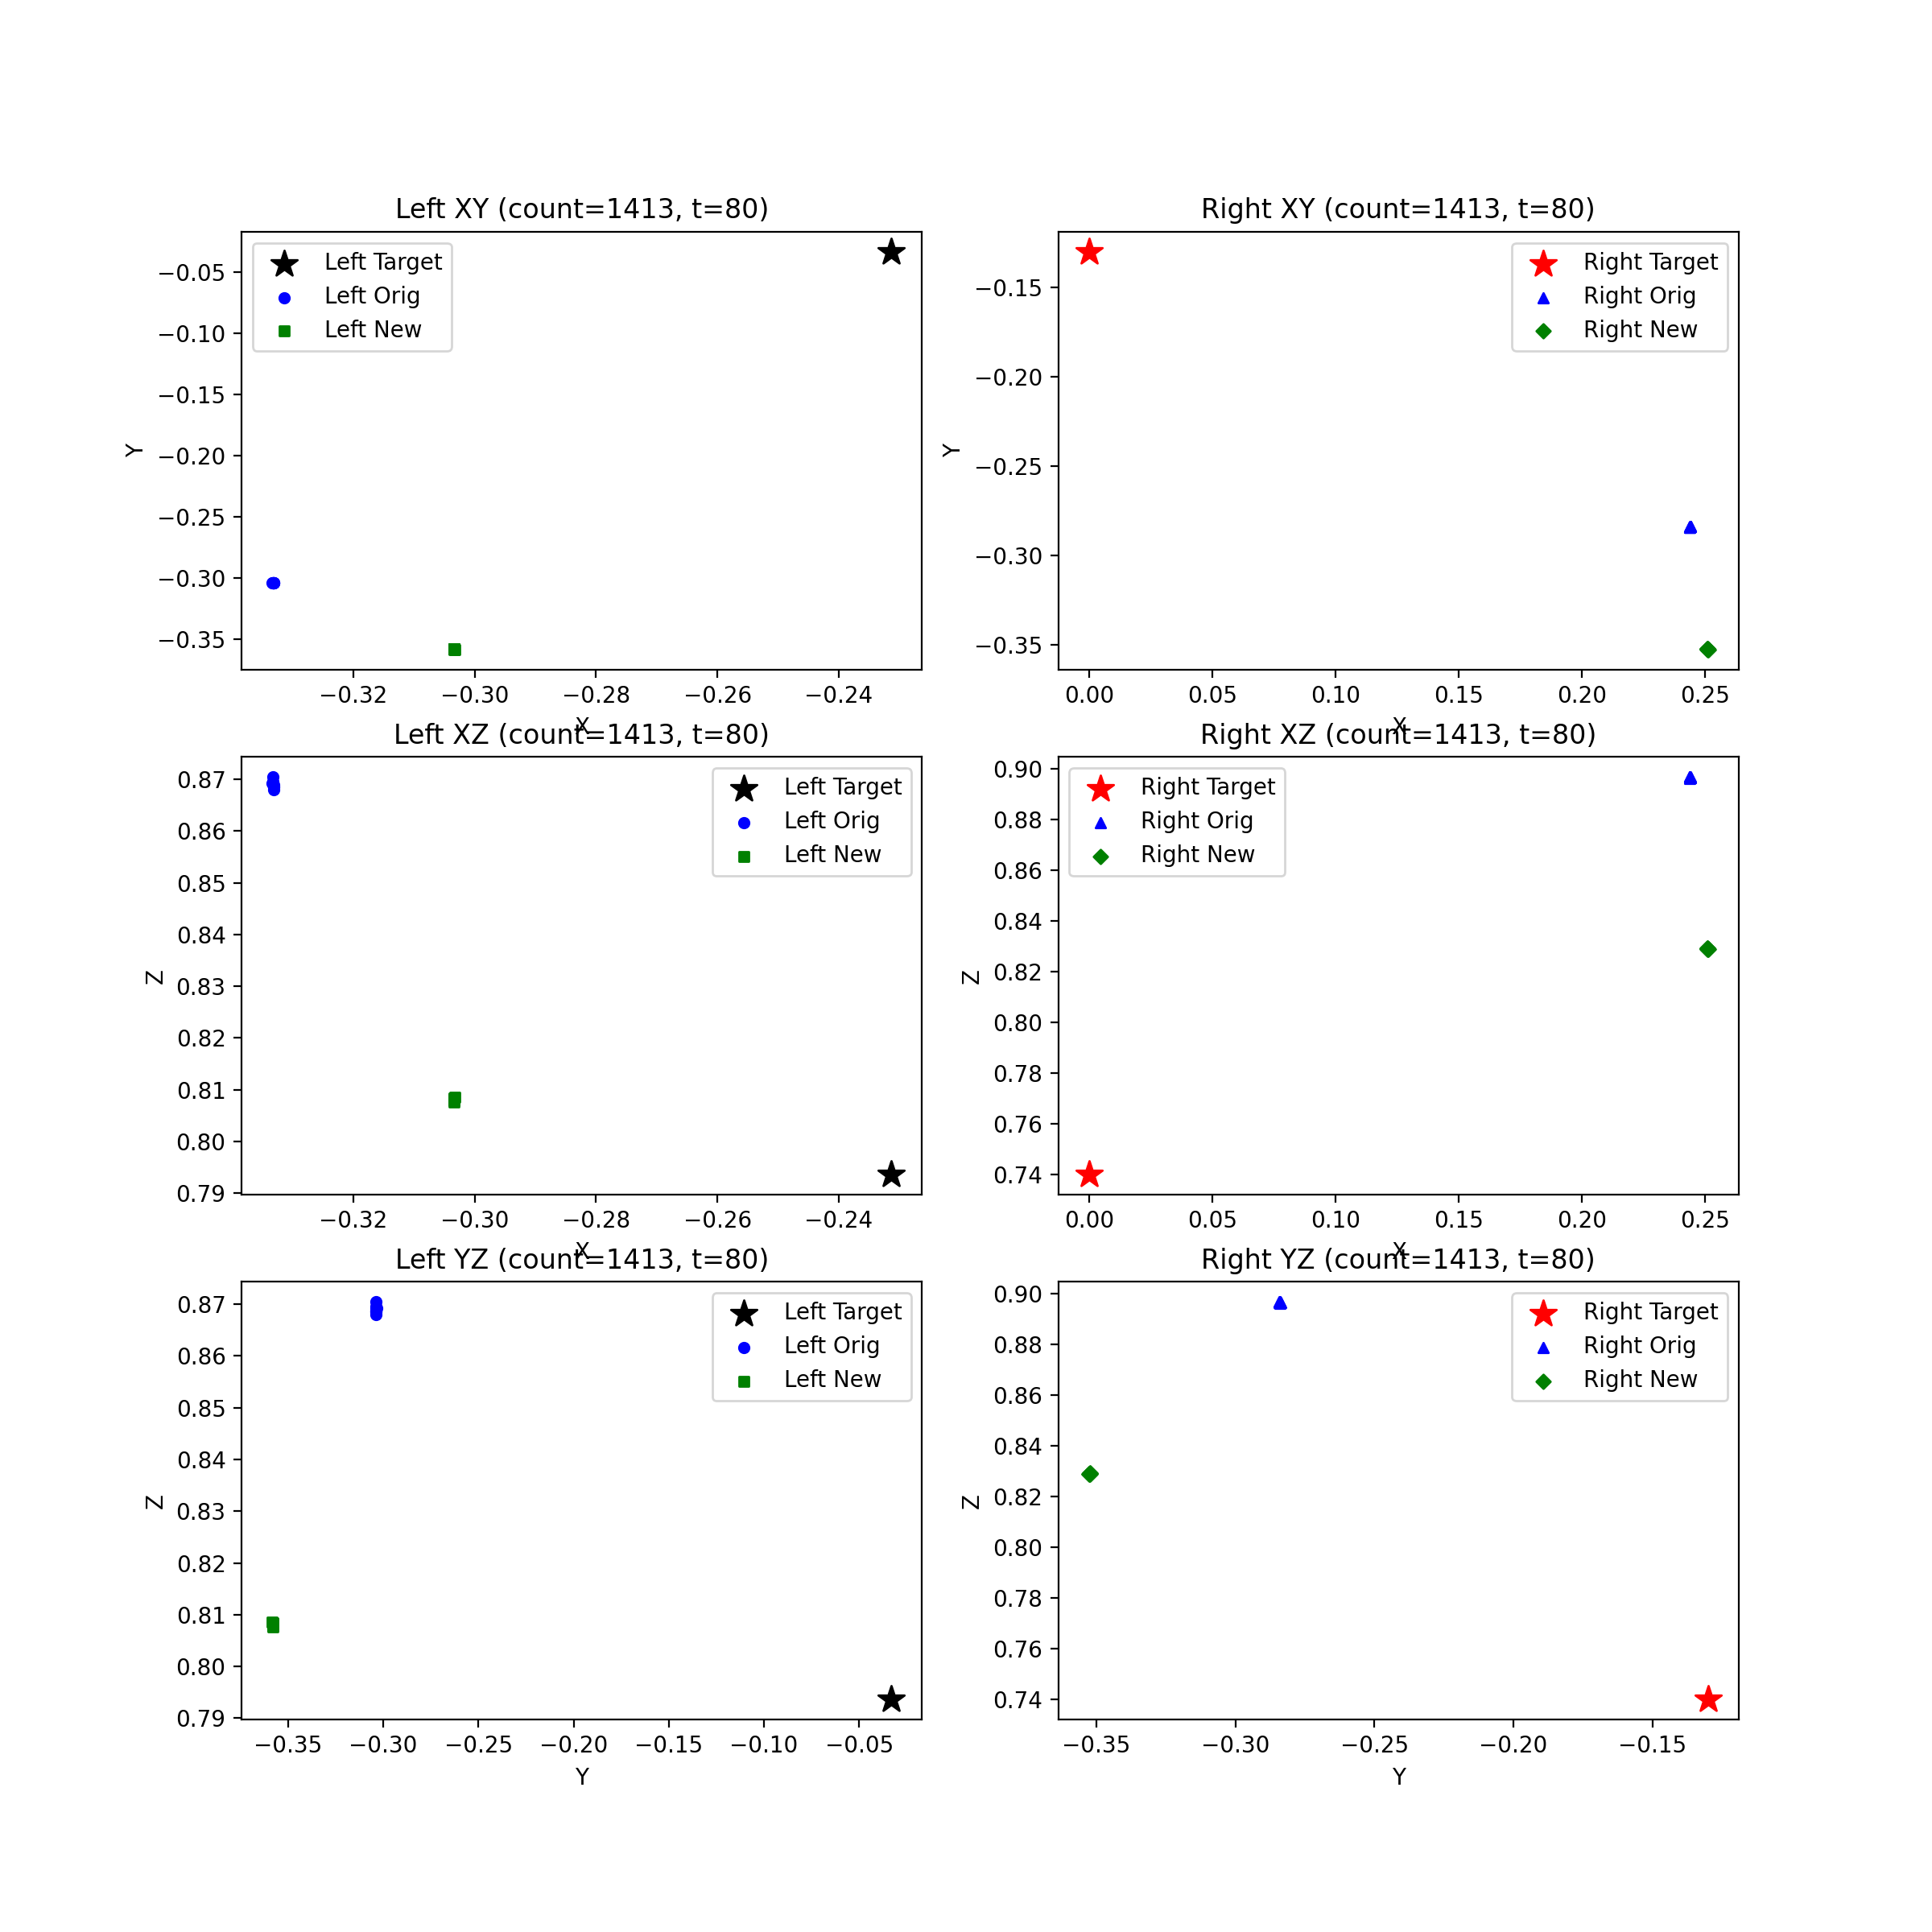 Left XY (count=1413, t=80)
Y
−0.05
−0.10
−0.15
−0.20
−0.25
−0.30
−0.35
Left Target
Left Orig
Left New
−0.32 −0.30 −0.28 −0.26 −0.24
X
Right XY (count=1413, t=80)
Y
−0.15
−0.20
−0.25
−0.30
−0.35
Right Target
Right Orig
Right New
0.00 0.05 0.10 0.15 0.20 0.25
X
Left XZ (count=1413, t=80)
Z
0.87
0.86
0.85
0.84
0.83
0.82
0.81
0.80
0.79
Left Target
Left Orig
Left New
−0.32 −0.30 −0.28 −0.26 −0.24
X
Right XZ (count=1413, t=80)
Z
0.90
0.88
0.86
0.84
0.82
0.80
0.78
0.76
0.74
Right Target
Right Orig
Right New
0.00 0.05 0.10 0.15 0.20 0.25
X
Left YZ (count=1413, t=80)
Z
0.87
0.86
0.85
0.84
0.83
0.82
0.81
0.80
0.79
Left Target
Left Orig
Left New
−0.35 −0.30 −0.25 −0.20 −0.15 −0.10 −0.05
Y
Right YZ (count=1413, t=80)
Z
0.90
0.88
0.86
0.84
0.82
0.80
0.78
0.76
0.74
Right Target
Right Orig
Right New
−0.35 −0.30 −0.25 −0.20 −0.15
Y